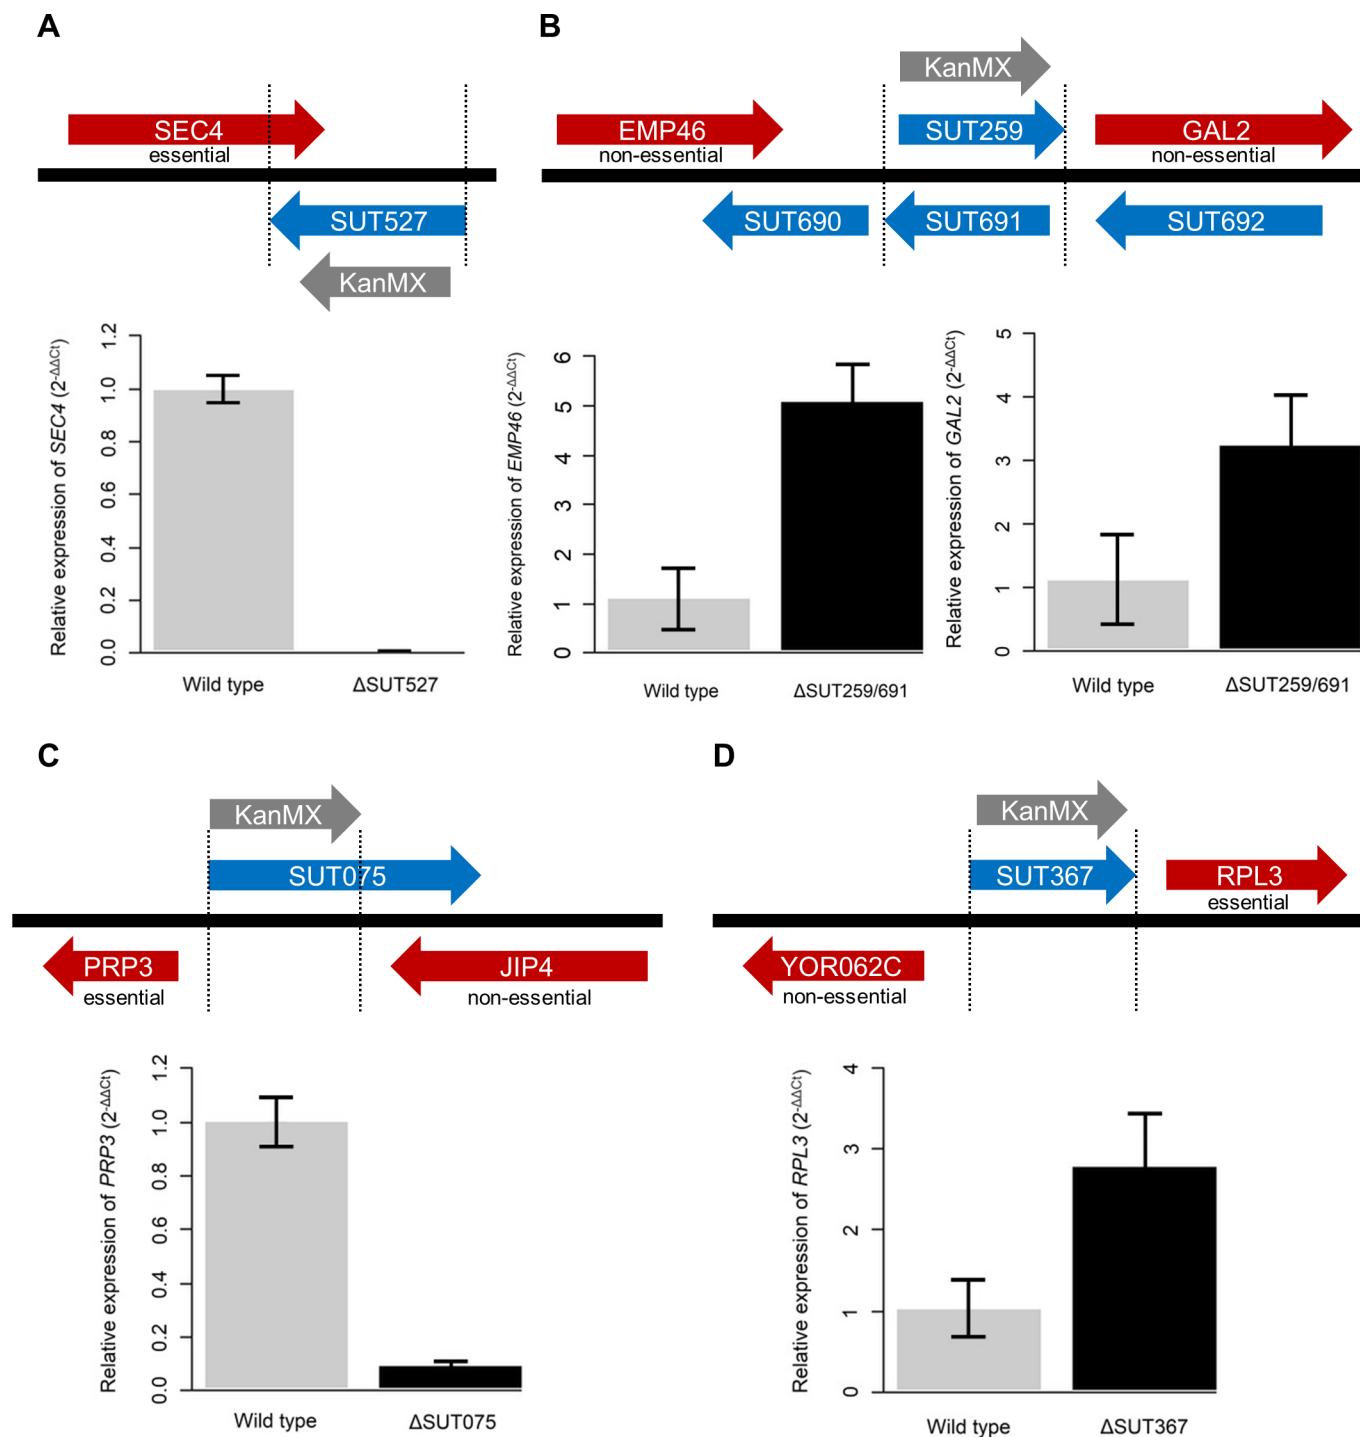 A
SEC4
essential
SUT527
KanMX
Relative expression of SEC4 (2-ΔΔCt)
1.2
1.0
0.8
0.6
0.4
0.2
0.0
Wild type
ΔSUT527
B
KanMX
EMP46
non-essential
SUT259
GAL2
non-essential
SUT690
SUT691
SUT692
Relative expression of EMP46 (2-ΔΔCt)
6
5
4
3
2
1
0
Wild type
ΔSUT259/691
Relative expression of GAL2 (2-ΔΔCt)
5
4
3
2
1
0
Wild type
ΔSUT259/691
C
KanMX
SUT075
PRP3
essential
JIP4
non-essential
Relative expression of PRP3 (2-ΔΔCt)
1.2
1.0
0.8
0.6
0.4
0.2
0.0
Wild type
ΔSUT075
D
KanMX
SUT367
RPL3
essential
YOR062C
non-essential
Relative expression of RPL3 (2-ΔΔCt)
4
3
2
1
0
Wild type
ΔSUT367